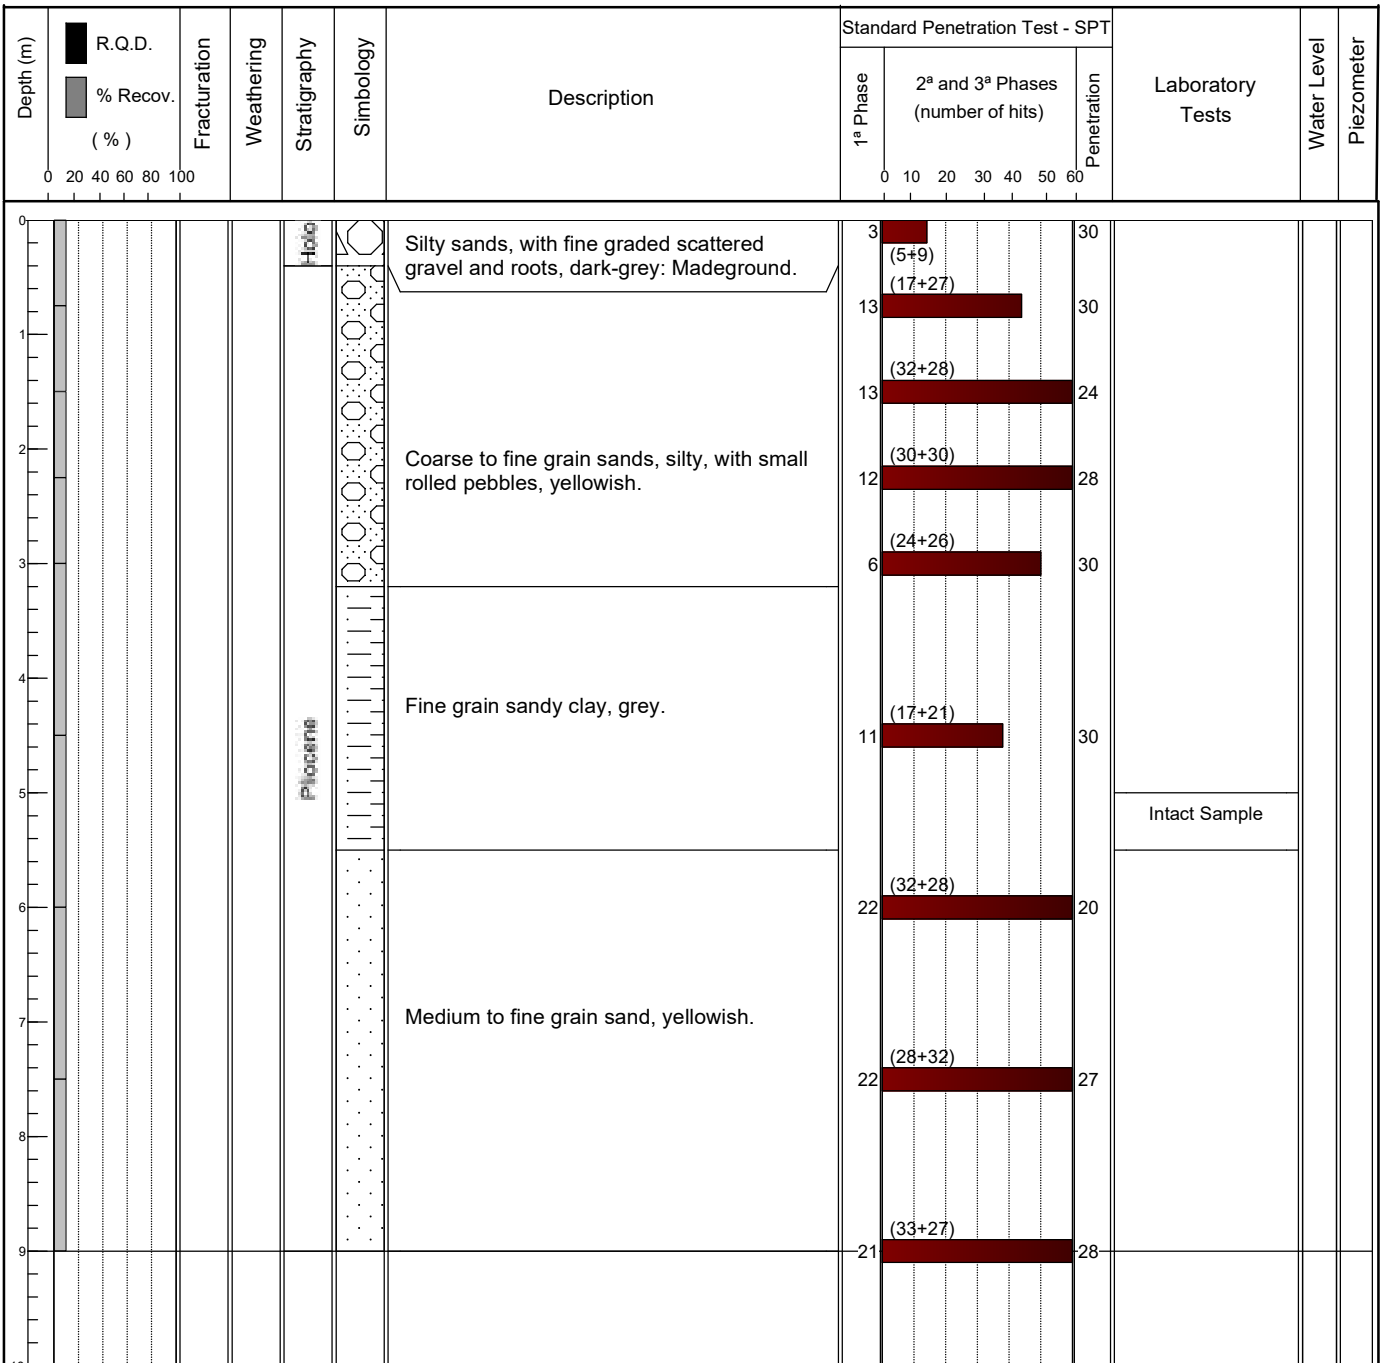 Depth (m)
R.Q.D.
% Recov.
( % )
0 20 40 60 80 100
Fracturation
Weathering
Stratigraphy
Simbology
Description
Standard Penetration Test - SPT
1ª Phase
2ª and 3ª Phases
(number of hits)
0 10 20 30 40 50 60
Penetration
Laboratory
Tests
Water Level
Piezometer
0
Holo
Silty sands, with fine graded scattered
gravel and roots, dark-grey: Madeground.
3
(5+9)
30
(17+27)
13
30
1
(32+28)
13
24
2
Coarse to fine grain sands, silty, with small
rolled pebbles, yellowish.
(30+30)
12
28
(24+26)
3
6
30
4
Pliocene
Fine grain sandy clay, grey.
(17+21)
11
30
5
Intact Sample
(32+28)
6
22
20
7
Medium to fine grain sand, yellowish.
(28+32)
22
27
8
(33+27)
9
21
28